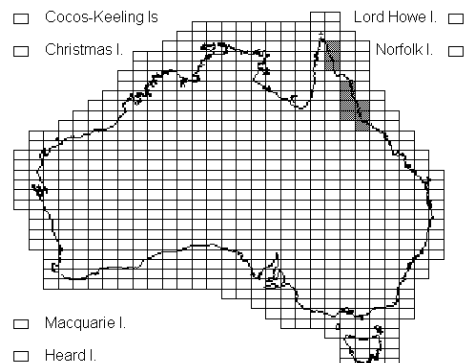 Cocos-Keeling Is
Lord Howe I.
Christmas I.
Norfolk I.
Macquarie I.
Heard I.